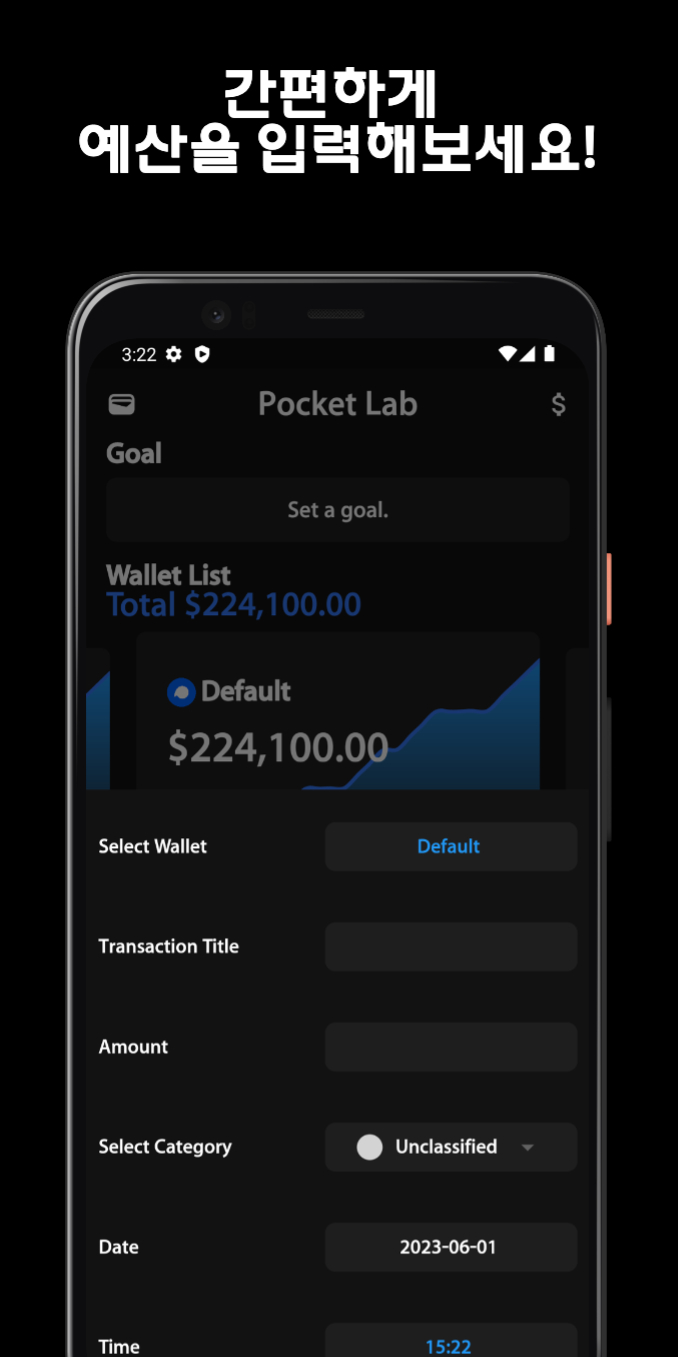 간편하게
예산을 입력해보세요!
3:22
Pocket Lab
$
Goal
Set a goal.
Wallet List
Total $224,100.00
Default
$224,100.00
Select Wallet
Default
Transaction Title
Amount
Select Category
Unclassified
Date
2023-06-01
Time
15:22